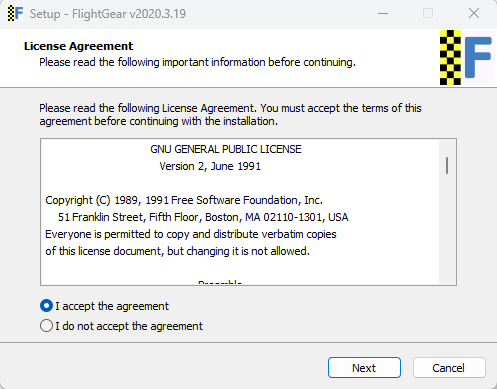 Setup - FlightGear v2020.3.19
License Agreement
Please read the following important information before continuing.
F
Please read the following License Agreement. You must accept the terms of this
agreement before continuing with the installation.
GNU GENERAL PUBLIC LICENSE
Version 2, June 1991
Copyright (C) 1989, 1991 Free Software Foundation, Inc.
51 Franklin Street, Fifth Floor, Boston, MA 02110-1301, USA
Everyone is permitted to copy and distribute verbatim copies
of this license document, but changing it is not allowed.
Preamble
I accept the agreement
I do not accept the agreement
Next
Cancel